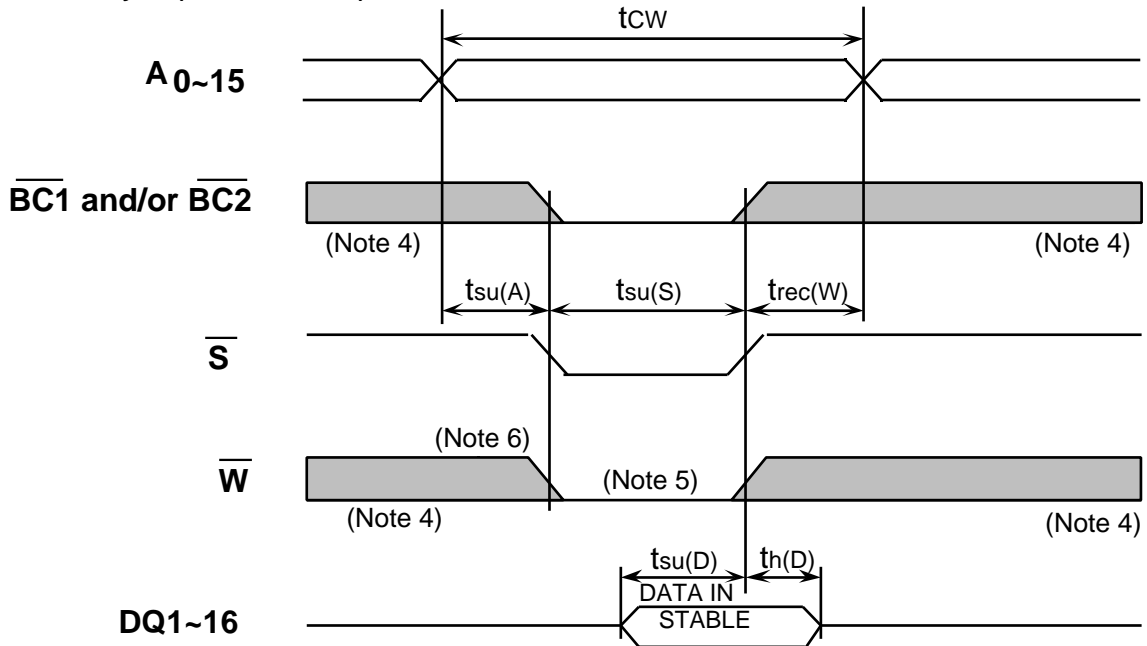 tCW
A 0~15
BC1 and/or BC2
(Note 4) (Note 4)
tsu(A) tsu(S) trec(W)
S
(Note 6)
W (Note 5)
(Note 4) (Note 4)
tsu(D) th(D)
DATA IN
DQ1~16 STABLE